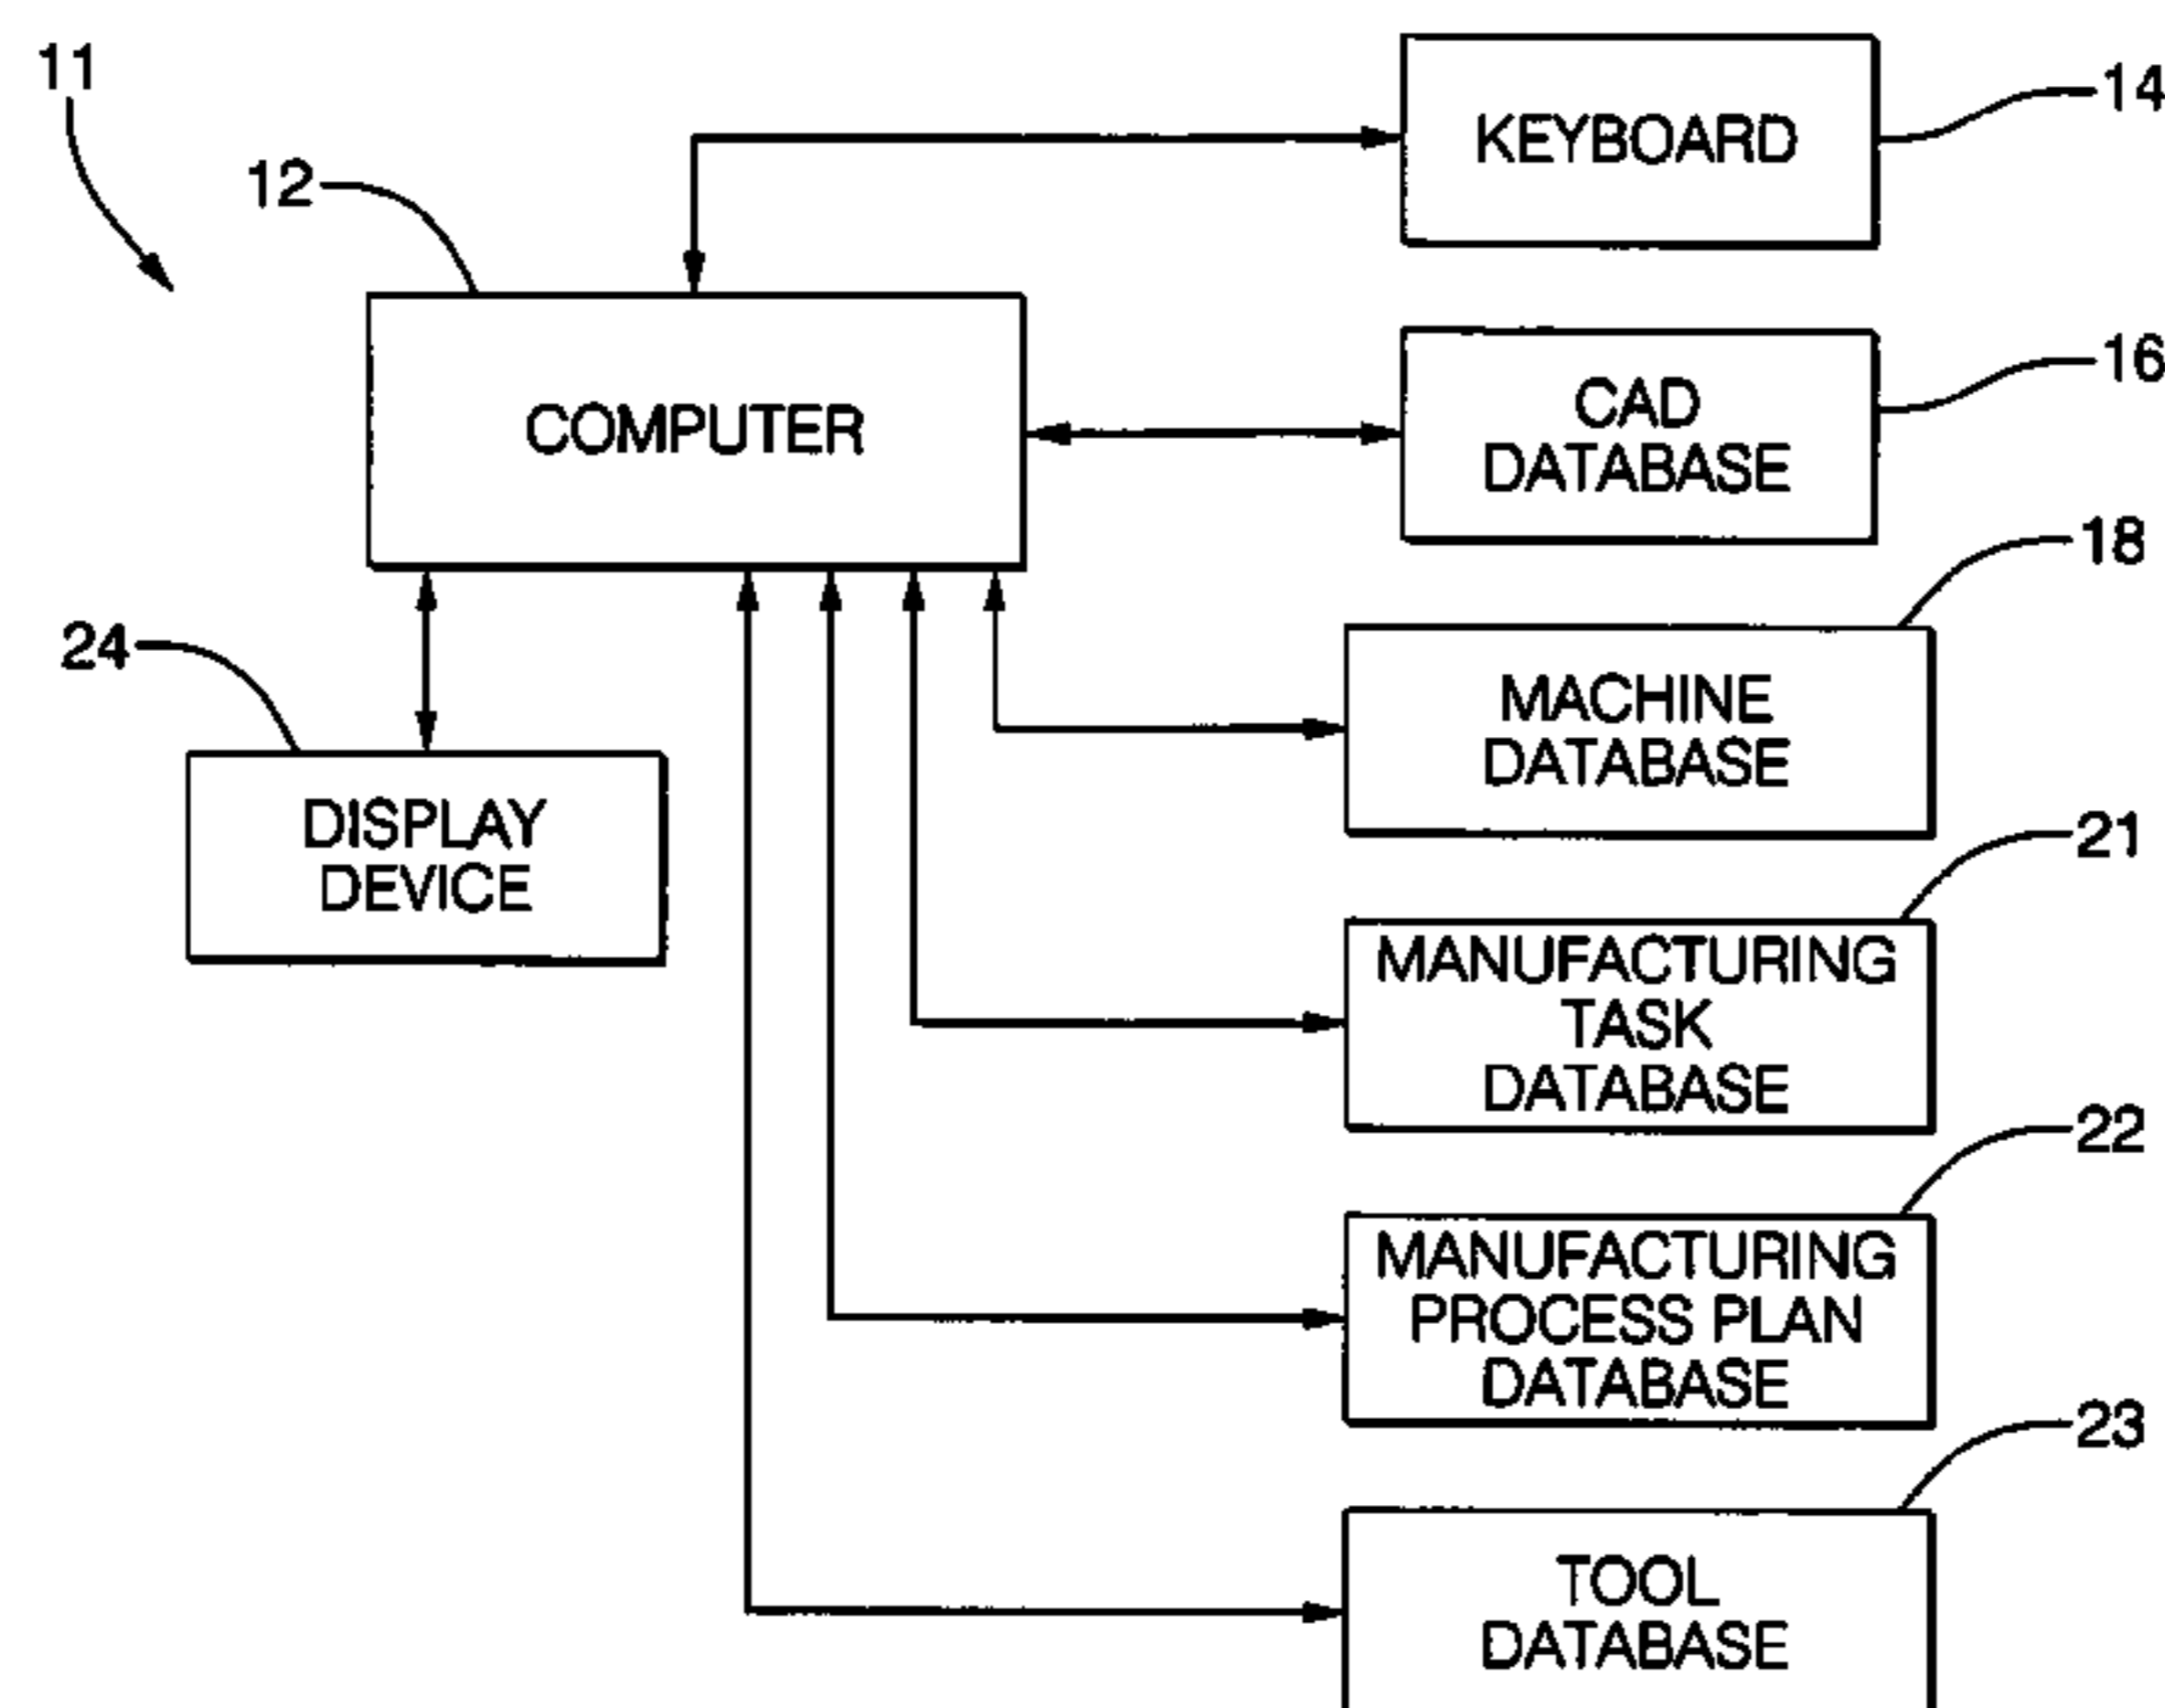 11
12
14
KEYBOARD
16
COMPUTER
CAD
DATABASE
18
24
MACHINE
DATABASE
DISPLAY
DEVICE
21
MANUFACTURING
TASK
DATABASE
22
MANUFACTURING
PROCESS PLAN
DATABASE
23
TOOL
DATABASE